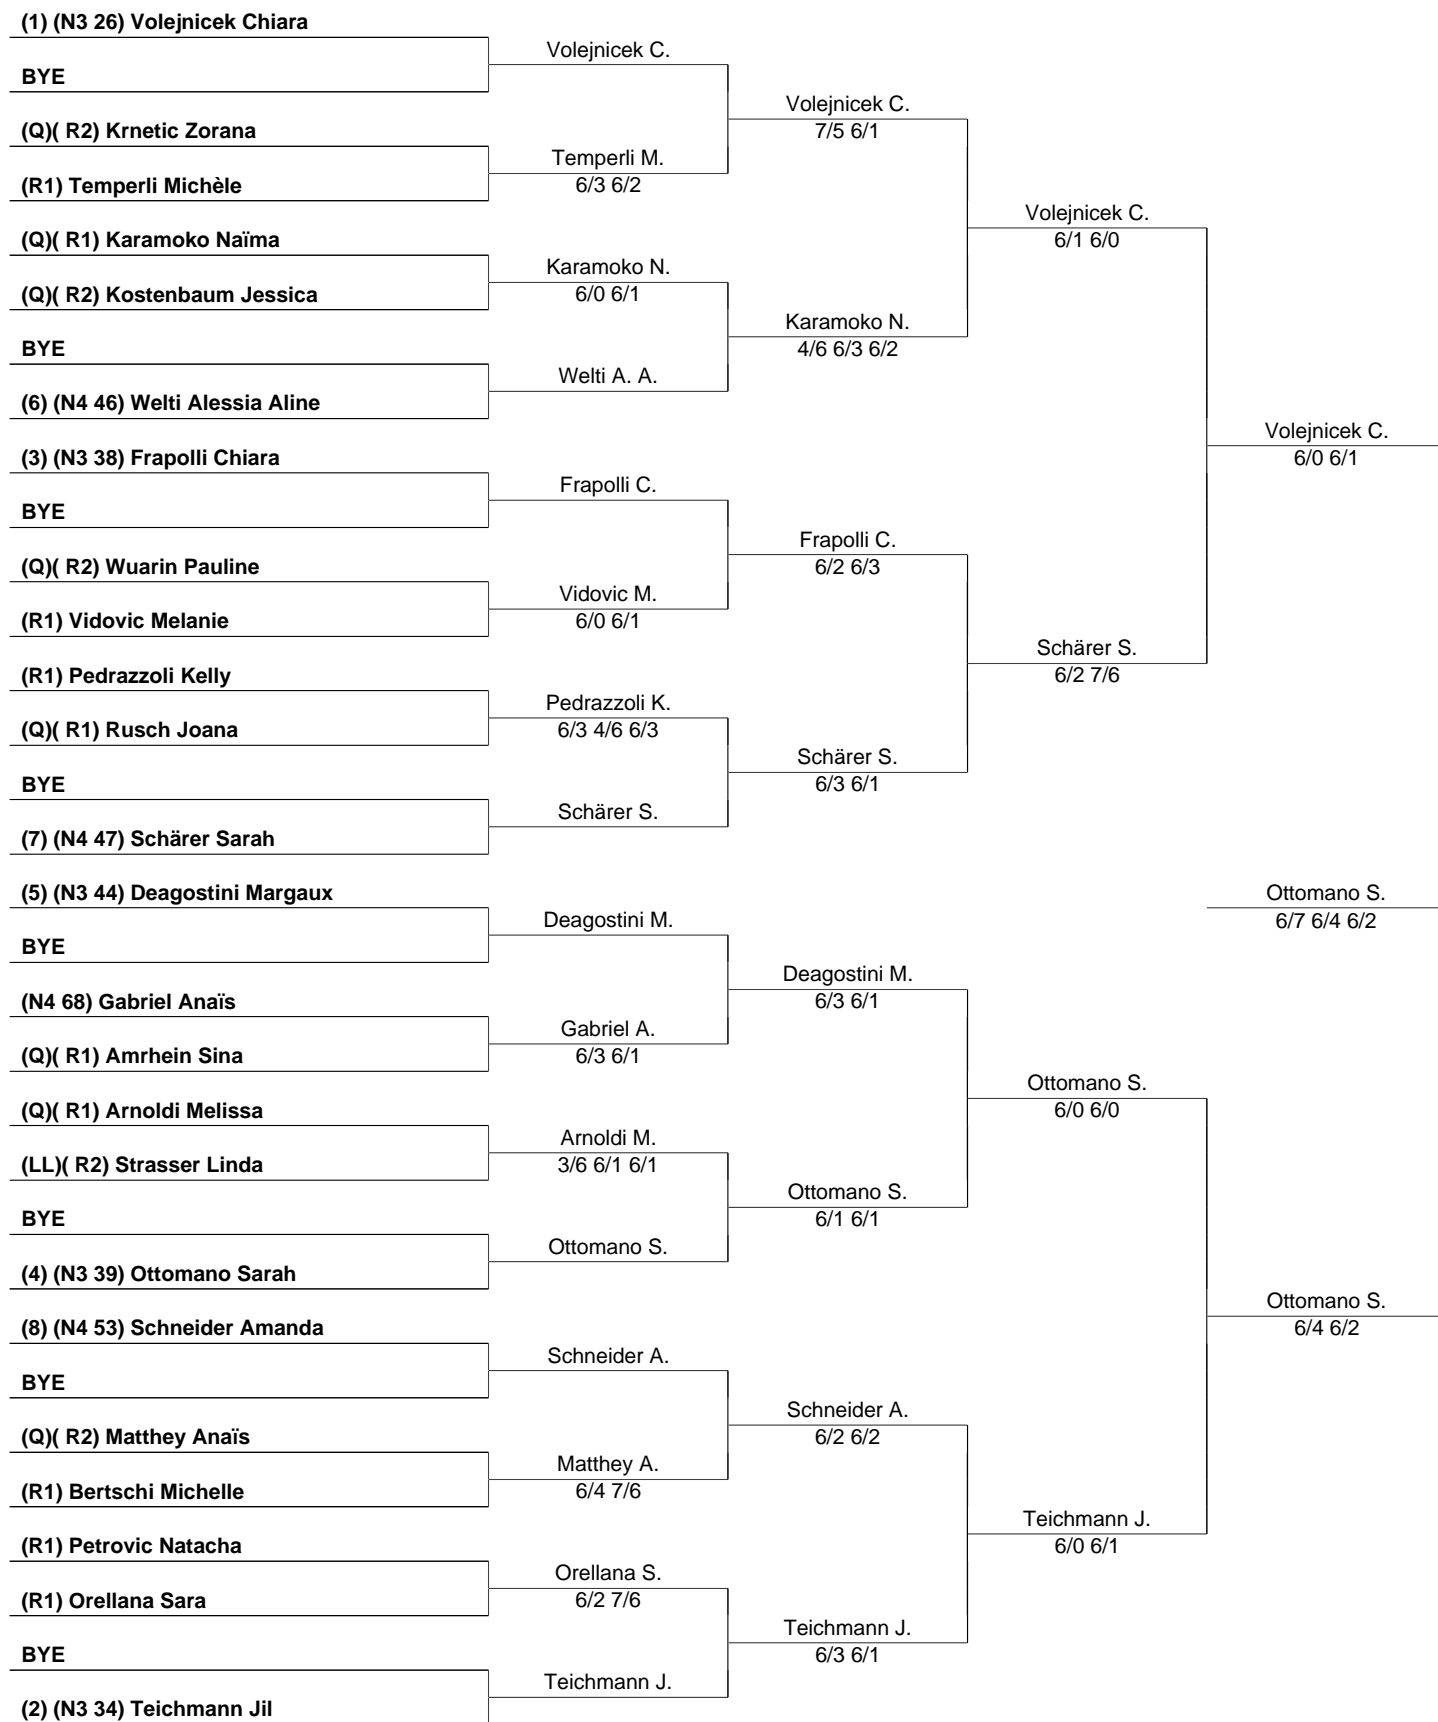 (1) (N3 26) Volejnicek Chiara
Volejnicek C.
BYE
Volejnicek C.
7/5 6/1
(Q)( R2) Krnetic Zorana
Temperli M.
6/3 6/2
(R1) Temperli Michèle
Volejnicek C.
6/1 6/0
(Q)( R1) Karamoko Naïma
Karamoko N.
6/0 6/1
(Q)( R2) Kostenbaum Jessica
Karamoko N.
4/6 6/3 6/2
BYE
Welti A. A.
(6) (N4 46) Welti Alessia Aline
Volejnicek C.
6/0 6/1
(3) (N3 38) Frapolli Chiara
Frapolli C.
BYE
Frapolli C.
6/2 6/3
(Q)( R2) Wuarin Pauline
Vidovic M.
6/0 6/1
(R1) Vidovic Melanie
Schärer S.
6/2 7/6
(R1) Pedrazzoli Kelly
Pedrazzoli K.
6/3 4/6 6/3
(Q)( R1) Rusch Joana
Schärer S.
6/3 6/1
BYE
Schärer S.
(7) (N4 47) Schärer Sarah
(5) (N3 44) Deagostini Margaux
Ottomano S.
6/7 6/4 6/2
Deagostini M.
BYE
Deagostini M.
6/3 6/1
(N4 68) Gabriel Anaïs
Gabriel A.
6/3 6/1
(Q)( R1) Amrhein Sina
Ottomano S.
6/0 6/0
(Q)( R1) Arnoldi Melissa
Arnoldi M.
3/6 6/1 6/1
(LL)( R2) Strasser Linda
Ottomano S.
6/1 6/1
BYE
Ottomano S.
(4) (N3 39) Ottomano Sarah
Ottomano S.
6/4 6/2
(8) (N4 53) Schneider Amanda
Schneider A.
BYE
Schneider A.
6/2 6/2
(Q)( R2) Matthey Anaïs
Matthey A.
6/4 7/6
(R1) Bertschi Michelle
Teichmann J.
6/0 6/1
(R1) Petrovic Natacha
Orellana S.
6/2 7/6
(R1) Orellana Sara
Teichmann J.
6/3 6/1
BYE
Teichmann J.
(2) (N3 34) Teichmann Jil